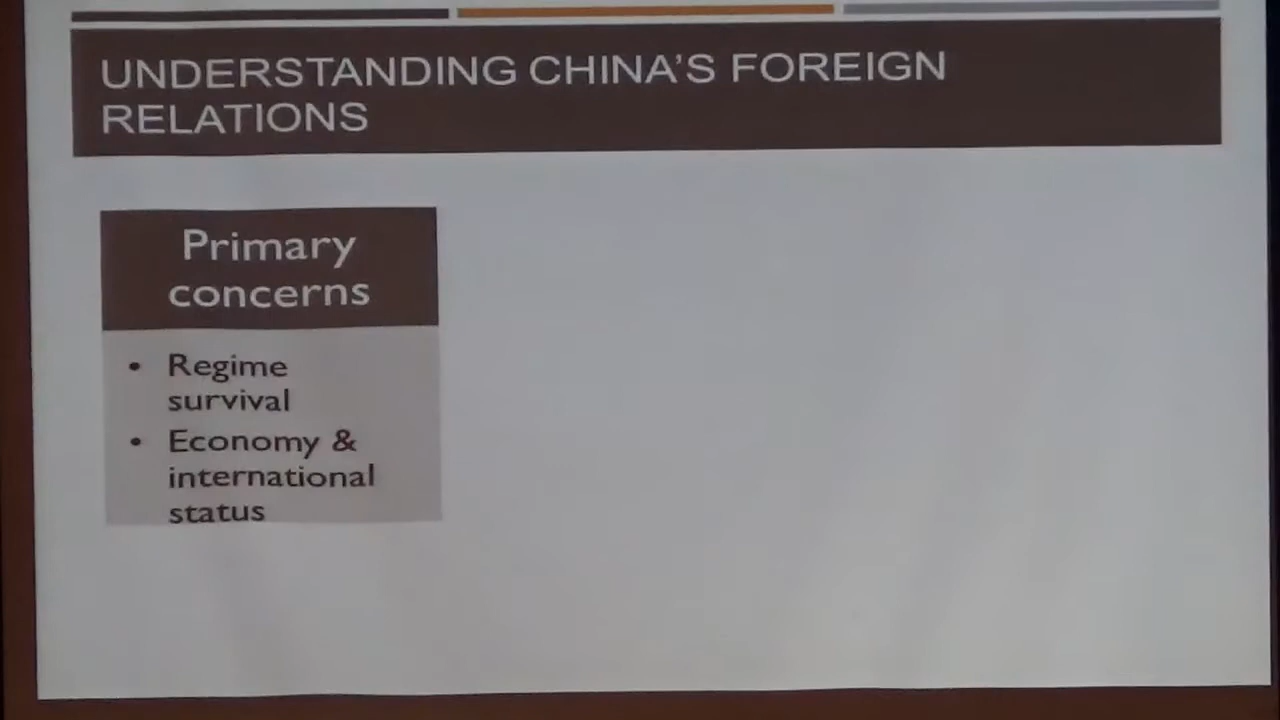 UNDERSTANDING CHINA'S FOREIGN
RELATIONS
Primary
concerns
• Regime
survival
• Economy &
international
status